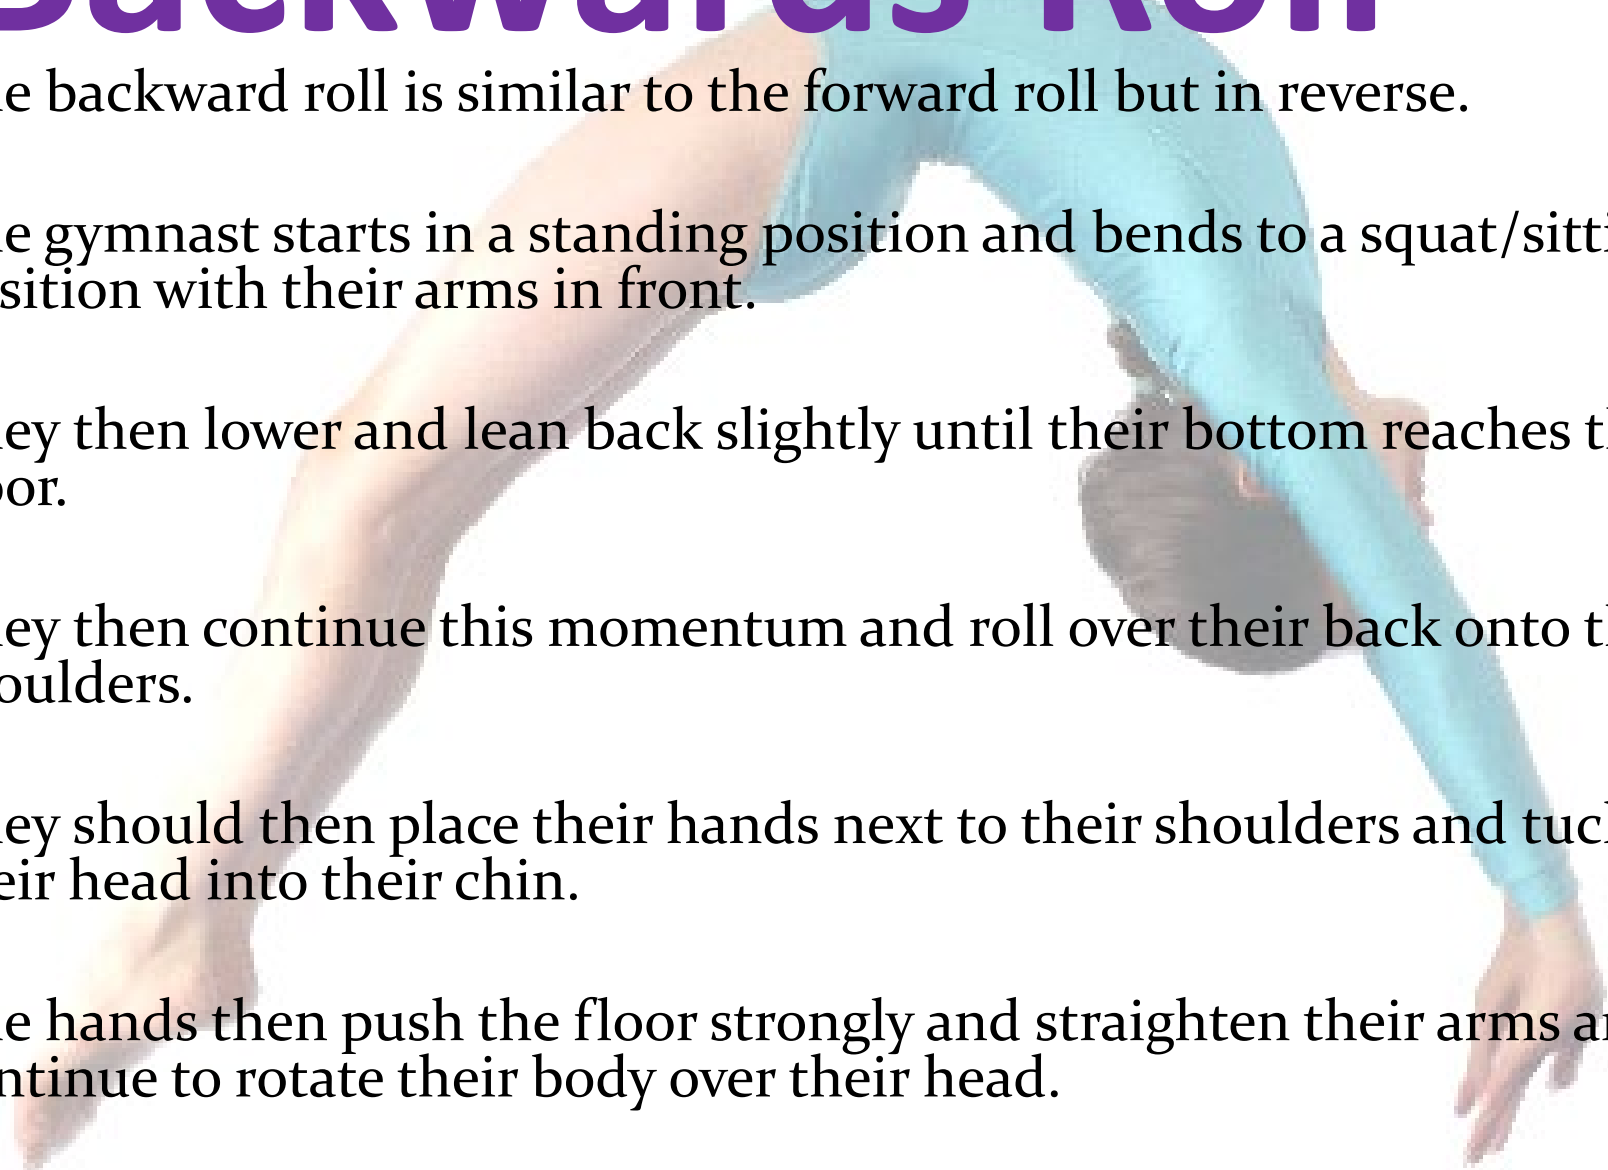 Backwards Roll
e backward roll is similar to the forward roll but in reverse.
e gymnast starts in a standing position and bends to a squat/sitti
sition with their arms in front.
ey then lower and lean back slightly until their bottom reaches t
or.
ey then continue this momentum and roll over their back onto t
oulders.
ey should then place their hands next to their shoulders and tuc
eir head into their chin.
e hands then push the floor strongly and straighten their arms a
ntinue to rotate their body over their head.